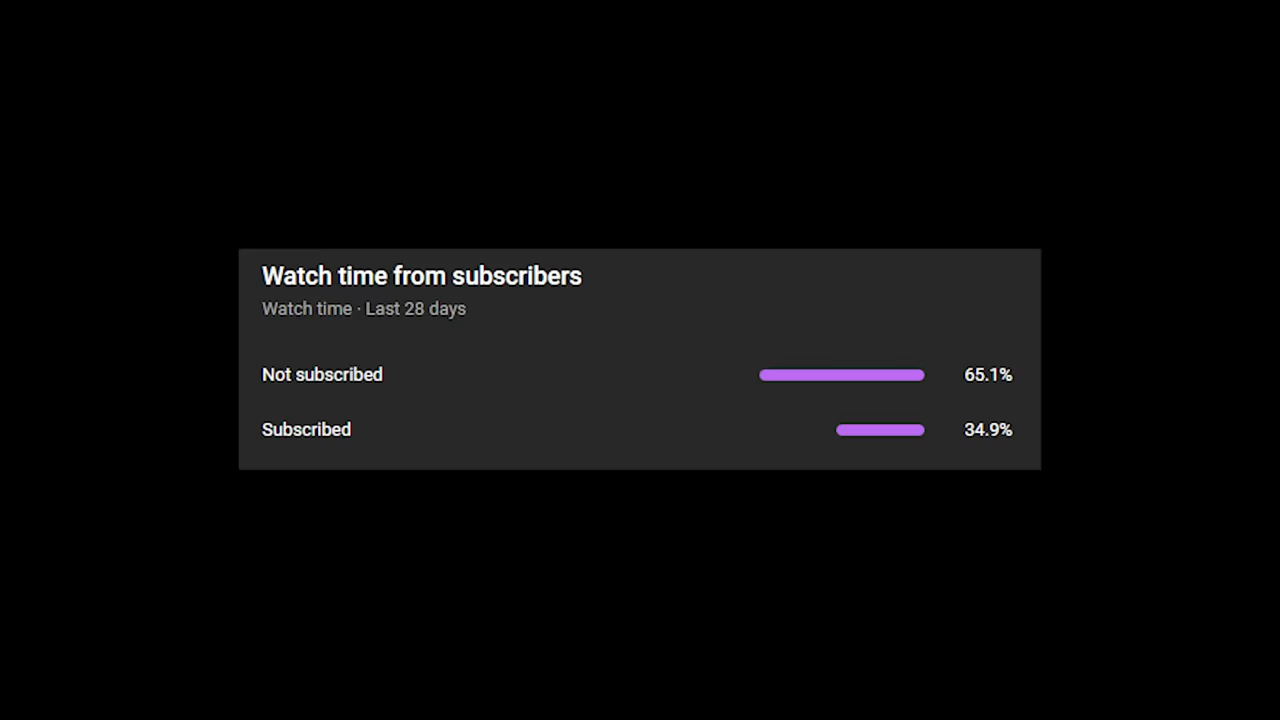 Watch time from subscribers
Watch time · Last 28 days
Not subscribed 65.1%
Subscribed 34.9%